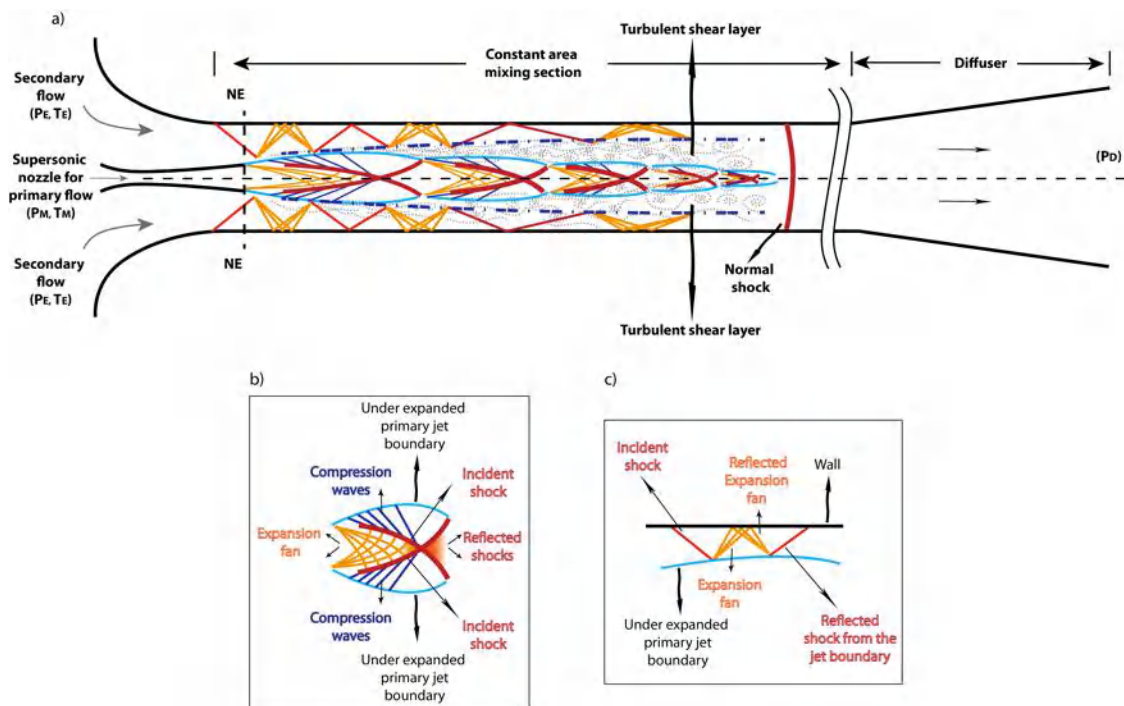 a)
Turbulent shear layer
Constant area
mixing section
Diffuser
Secondary
flow
(PE, TE)
NE
Supersonic
nozzle for
primary flow
(PM, TM)
(PD)
Secondary
flow
(PE, TE)
NE
Normal
shock
Turbulent shear layer
b)
Under expanded
primary jet
boundary
Compression
waves
Incident
shock
Expansion
fan
Reflected
shocks
Compression
waves
Incident
shock
Under expanded
primary jet
boundary
c)
Incident
shock
Reflected
Expansion
fan
Wall
Expansion
fan
Under expanded
primary jet
boundary
Reflected
shock from the
jet boundary